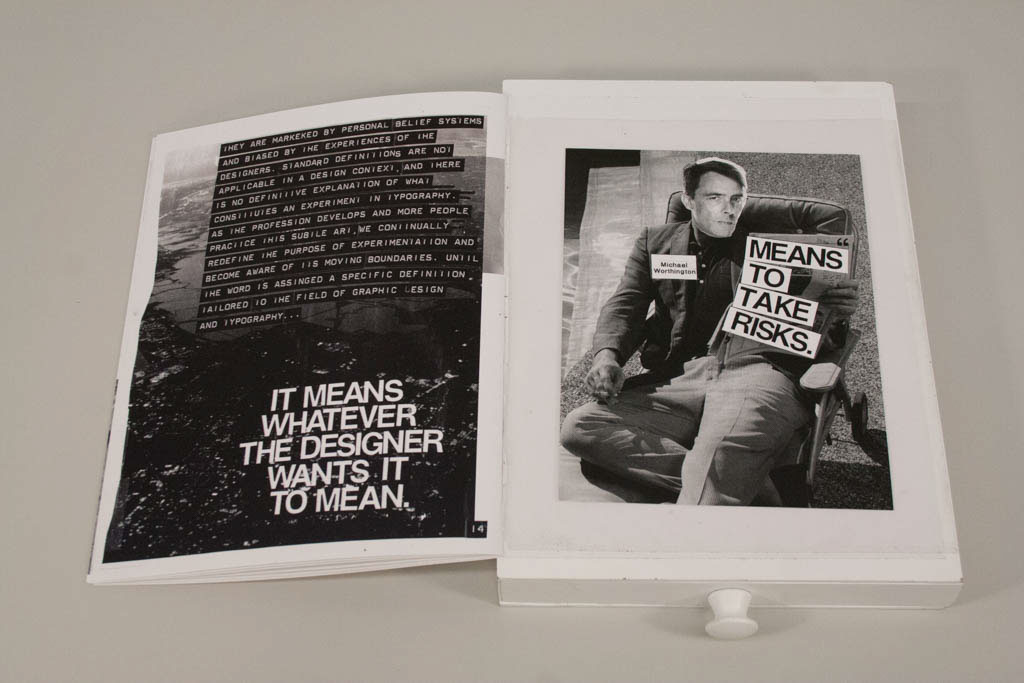 THEY ARE MARKEKED BY PERSONAL BELIEF SYSTEMS
AND BIASED BY THE EXPERIENCES OF THE
DESIGNERS. STANDARD DEFINITIONS ARE NOT
APPLICABLE IN A DESIGN CONTEXT, AND THERE
IS NO DEFINITIVE EXPLANATION OF WHAT
CONSTITUTES AN EXPERIMENT IN TYPOGRAPHY.
AS THE PROFESSION DEVELOPS AND MORE PEOPLE
PRACTICE THIS SUBTLE ART, WE CONTINUALLY
REDEFINE THE PURPOSE OF EXPERIMENTATION AND
BECOME AWARE OF ITS MOVING BOUNDARIES. UNTIL
THE WORD IS ASSINGED A SPECIFIC DEFINITION,
TAILORED TO THE FIELD OF GRAPHIC DESIGN
AND TYPOGRAPHY...
IT MEANS
WHATEVER
THE DESIGNER
WANTS IT
TO MEAN.
14
Michael
Worthington
“
MEANS
TO
TAKE
RISKS.